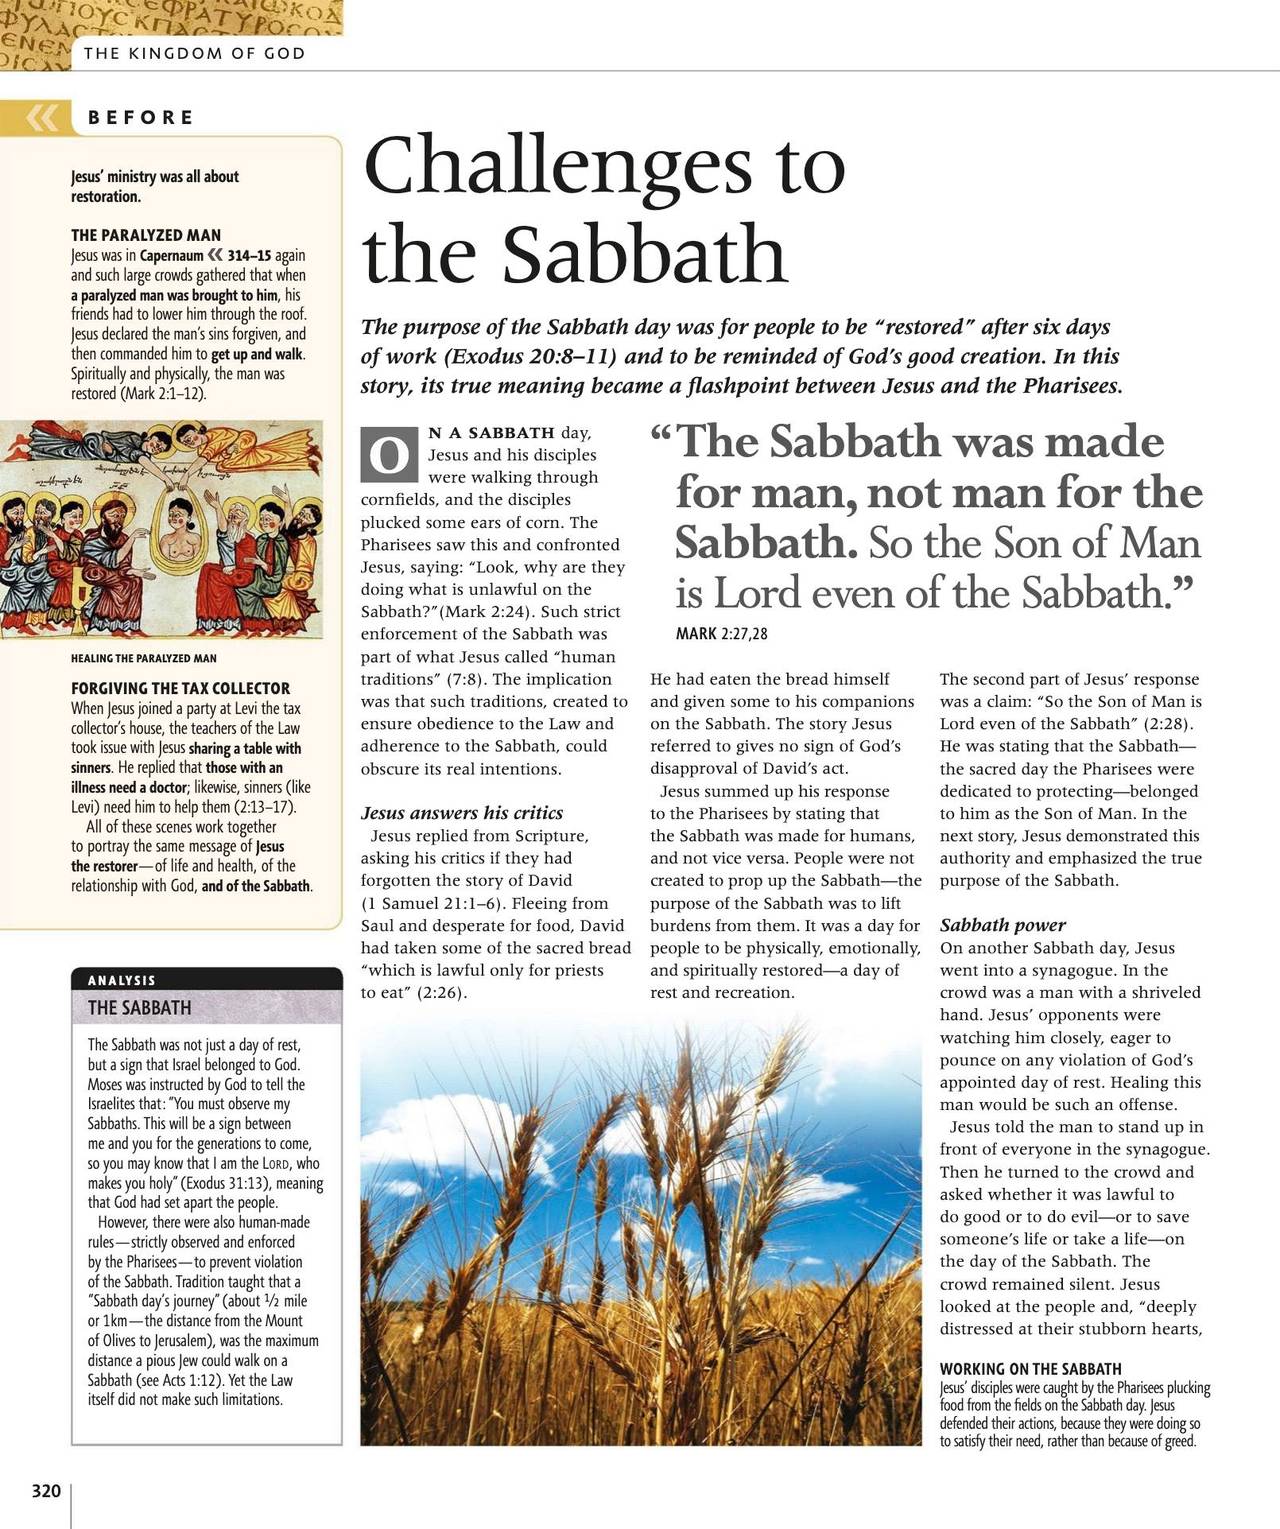 THE KINGDOM OF GOD
« BEFORE
Jesus’ ministry was all about
restoration.
THE PARALYZED MAN
Jesus was in Capernaum « 314–15 again
and such large crowds gathered that when
a paralyzed man was brought to him, his
friends had to lower him through the roof.
Jesus declared the man’s sins forgiven, and
then commanded him to get up and walk.
Spiritually and physically, the man was
restored (Mark 2:1–12).
HEALING THE PARALYZED MAN
FORGIVING THE TAX COLLECTOR
When Jesus joined a party at Levi the tax
collector’s house, the teachers of the Law
took issue with Jesus sharing a table with
sinners. He replied that those with an
illness need a doctor; likewise, sinners (like
Levi) need him to help them (2:13–17).
All of these scenes work together
to portray the same message of Jesus
the restorer—of life and health, of the
relationship with God, and of the Sabbath.
ANALYSIS
THE SABBATH
The Sabbath was not just a day of rest,
but a sign that Israel belonged to God.
Moses was instructed by God to tell the
Israelites that: “You must observe my
Sabbaths. This will be a sign between
me and you for the generations to come,
so you may know that I am the LORD, who
makes you holy” (Exodus 31:13), meaning
that God had set apart the people.
However, there were also human-made
rules—strictly observed and enforced
by the Pharisees—to prevent violation
of the Sabbath. Tradition taught that a
“Sabbath day’s journey” (about ½ mile
or 1km—the distance from the Mount
of Olives to Jerusalem), was the maximum
distance a pious Jew could walk on a
Sabbath (see Acts 1:12). Yet the Law
itself did not make such limitations.
Challenges to
the Sabbath
The purpose of the Sabbath day was for people to be “restored” after six days
of work (Exodus 20:8–11) and to be reminded of God’s good creation. In this
story, its true meaning became a flashpoint between Jesus and the Pharisees.
ON A SABBATH day,
Jesus and his disciples
were walking through
cornfields, and the disciples
plucked some ears of corn. The
Pharisees saw this and confronted
Jesus, saying: “Look, why are they
doing what is unlawful on the
Sabbath?”(Mark 2:24). Such strict
enforcement of the Sabbath was
part of what Jesus called “human
traditions” (7:8). The implication
was that such traditions, created to
ensure obedience to the Law and
adherence to the Sabbath, could
obscure its real intentions.
Jesus answers his critics
Jesus replied from Scripture,
asking his critics if they had
forgotten the story of David
(1 Samuel 21:1–6). Fleeing from
Saul and desperate for food, David
had taken some of the sacred bread
“which is lawful only for priests
to eat” (2:26).
“The Sabbath was made
for man, not man for the
Sabbath. So the Son of Man
is Lord even of the Sabbath.”
MARK 2:27,28
He had eaten the bread himself
and given some to his companions
on the Sabbath. The story Jesus
referred to gives no sign of God’s
disapproval of David’s act.
Jesus summed up his response
to the Pharisees by stating that
the Sabbath was made for humans,
and not vice versa. People were not
created to prop up the Sabbath—the
purpose of the Sabbath was to lift
burdens from them. It was a day for
people to be physically, emotionally,
and spiritually restored—a day of
rest and recreation.
The second part of Jesus’ response
was a claim: “So the Son of Man is
Lord even of the Sabbath” (2:28).
He was stating that the Sabbath—
the sacred day the Pharisees were
dedicated to protecting—belonged
to him as the Son of Man. In the
next story, Jesus demonstrated this
authority and emphasized the true
purpose of the Sabbath.
Sabbath power
On another Sabbath day, Jesus
went into a synagogue. In the
crowd was a man with a shriveled
hand. Jesus’ opponents were
watching him closely, eager to
pounce on any violation of God’s
appointed day of rest. Healing this
man would be such an offense.
Jesus told the man to stand up in
front of everyone in the synagogue.
Then he turned to the crowd and
asked whether it was lawful to
do good or to do evil—or to save
someone’s life or take a life—on
the day of the Sabbath. The
crowd remained silent. Jesus
looked at the people and, “deeply
distressed at their stubborn hearts,
WORKING ON THE SABBATH
Jesus’ disciples were caught by the Pharisees plucking
food from the fields on the Sabbath day. Jesus
defended their actions, because they were doing so
to satisfy their need, rather than because of greed.
320